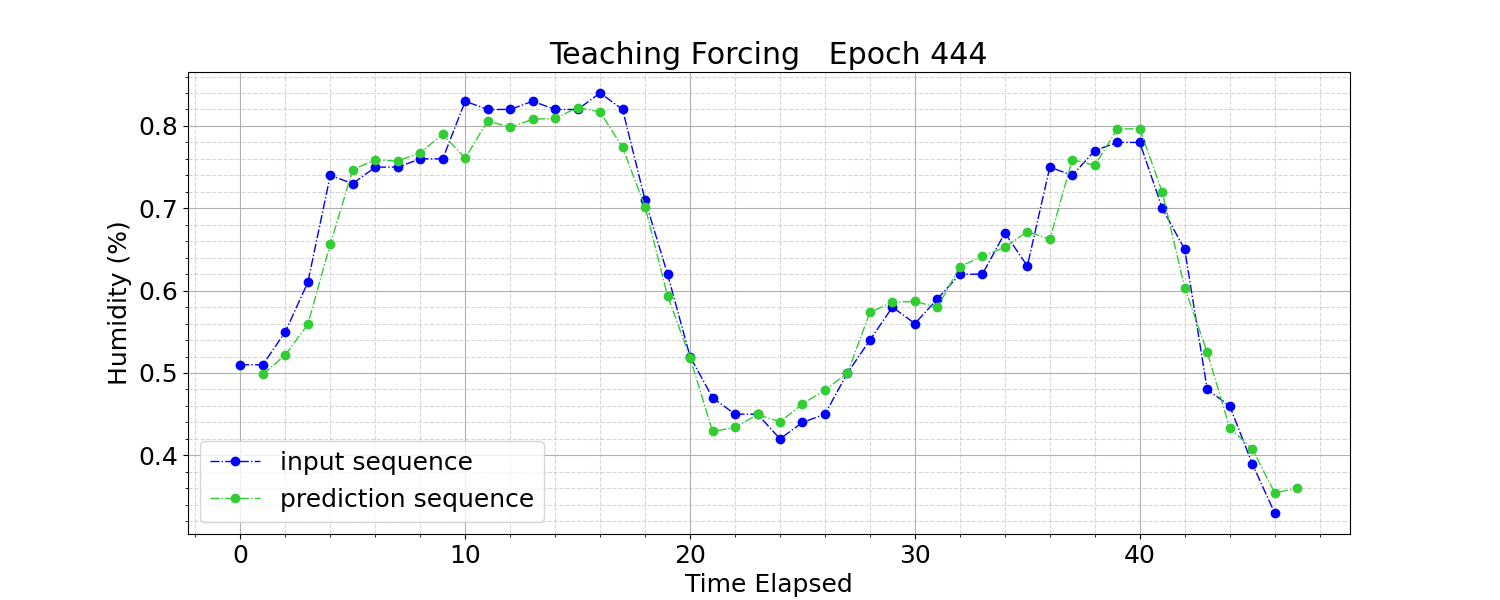 Teaching Forcing   Epoch 444
Humidity (%)
0.8
0.7
0.6
0.5
0.4
input sequence
prediction sequence
0 10 20 30 40
Time Elapsed